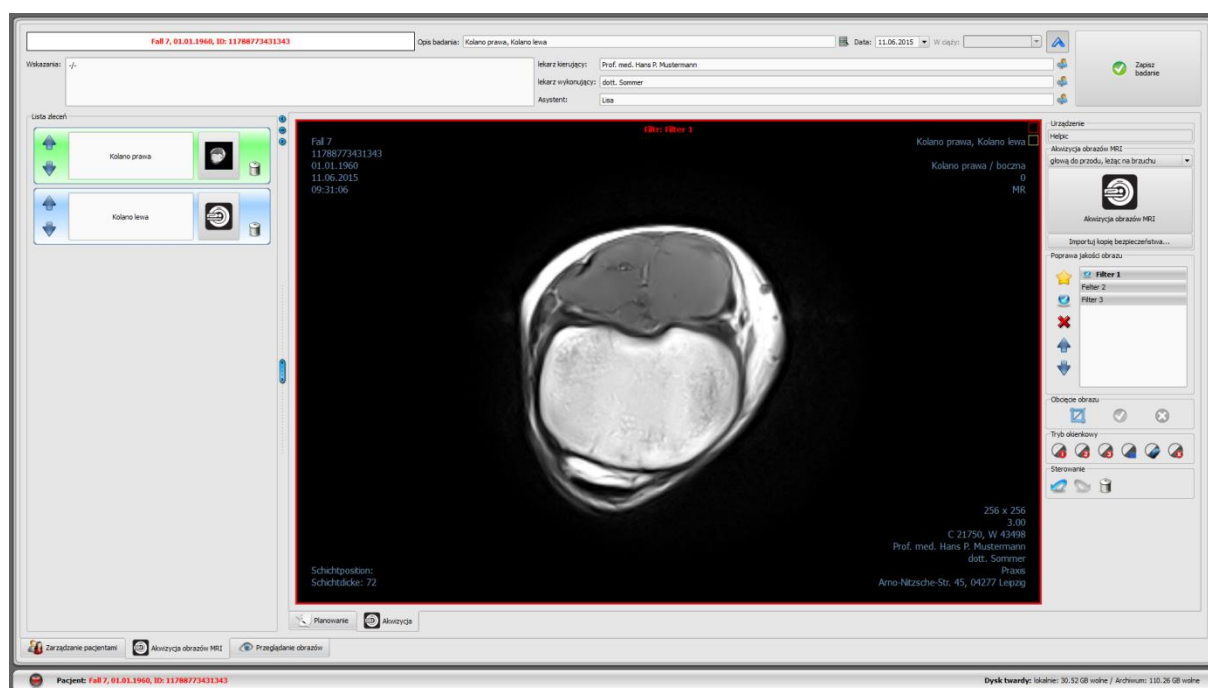 Fall 7, 01.01.1960, ID: 11788773431343
Opis badania: Kolano prawa, Kolano lewa
Data: 11.06.2015
W ciąży:
Wskazania: -/-
lekarz kierujący: Prof. med. Hans P. Mustermann
lekarz wykonujący: dott. Sommer
Asystent: Lisa
Zapisz
badanie
Lista zleceń
Kolano prawa
Kolano lewa
Filtr: Filter 1
Fall 7
11788773431343
01.01.1960
11.06.2015
09:31:06
Kolano prawa, Kolano lewa
Kolano prawa / boczna
0
MR
256 x 256
3.00
C 21750, W 43498
Prof. med. Hans P. Mustermann
dott. Sommer
Praxis
Arno-Nitzsche-Str. 45, 04277 Leipzig
Schichtposition:
Schichtdicke: 72
Urządzenie
Helpic
Akwizycja obrazów MRI
głową do przodu, leżąc na brzuchu
Akwizycja obrazów MRI
Importuj kopię bezpieczeństwa...
Poprawa jakości obrazu
Filter 1
Felter 2
Filter 3
Obcięcie obrazu
Tryb okienkowy
Sterowanie
Planowanie
Akwizycja
Zarządzanie pacjentami
Akwizycja obrazów MRI
Przeglądanie obrazów
Pacjent: Fall 7, 01.01.1960, ID: 11788773431343
Dysk twardy: lokalnie: 30.52 GB wolne / Archiwum: 110.26 GB wolne